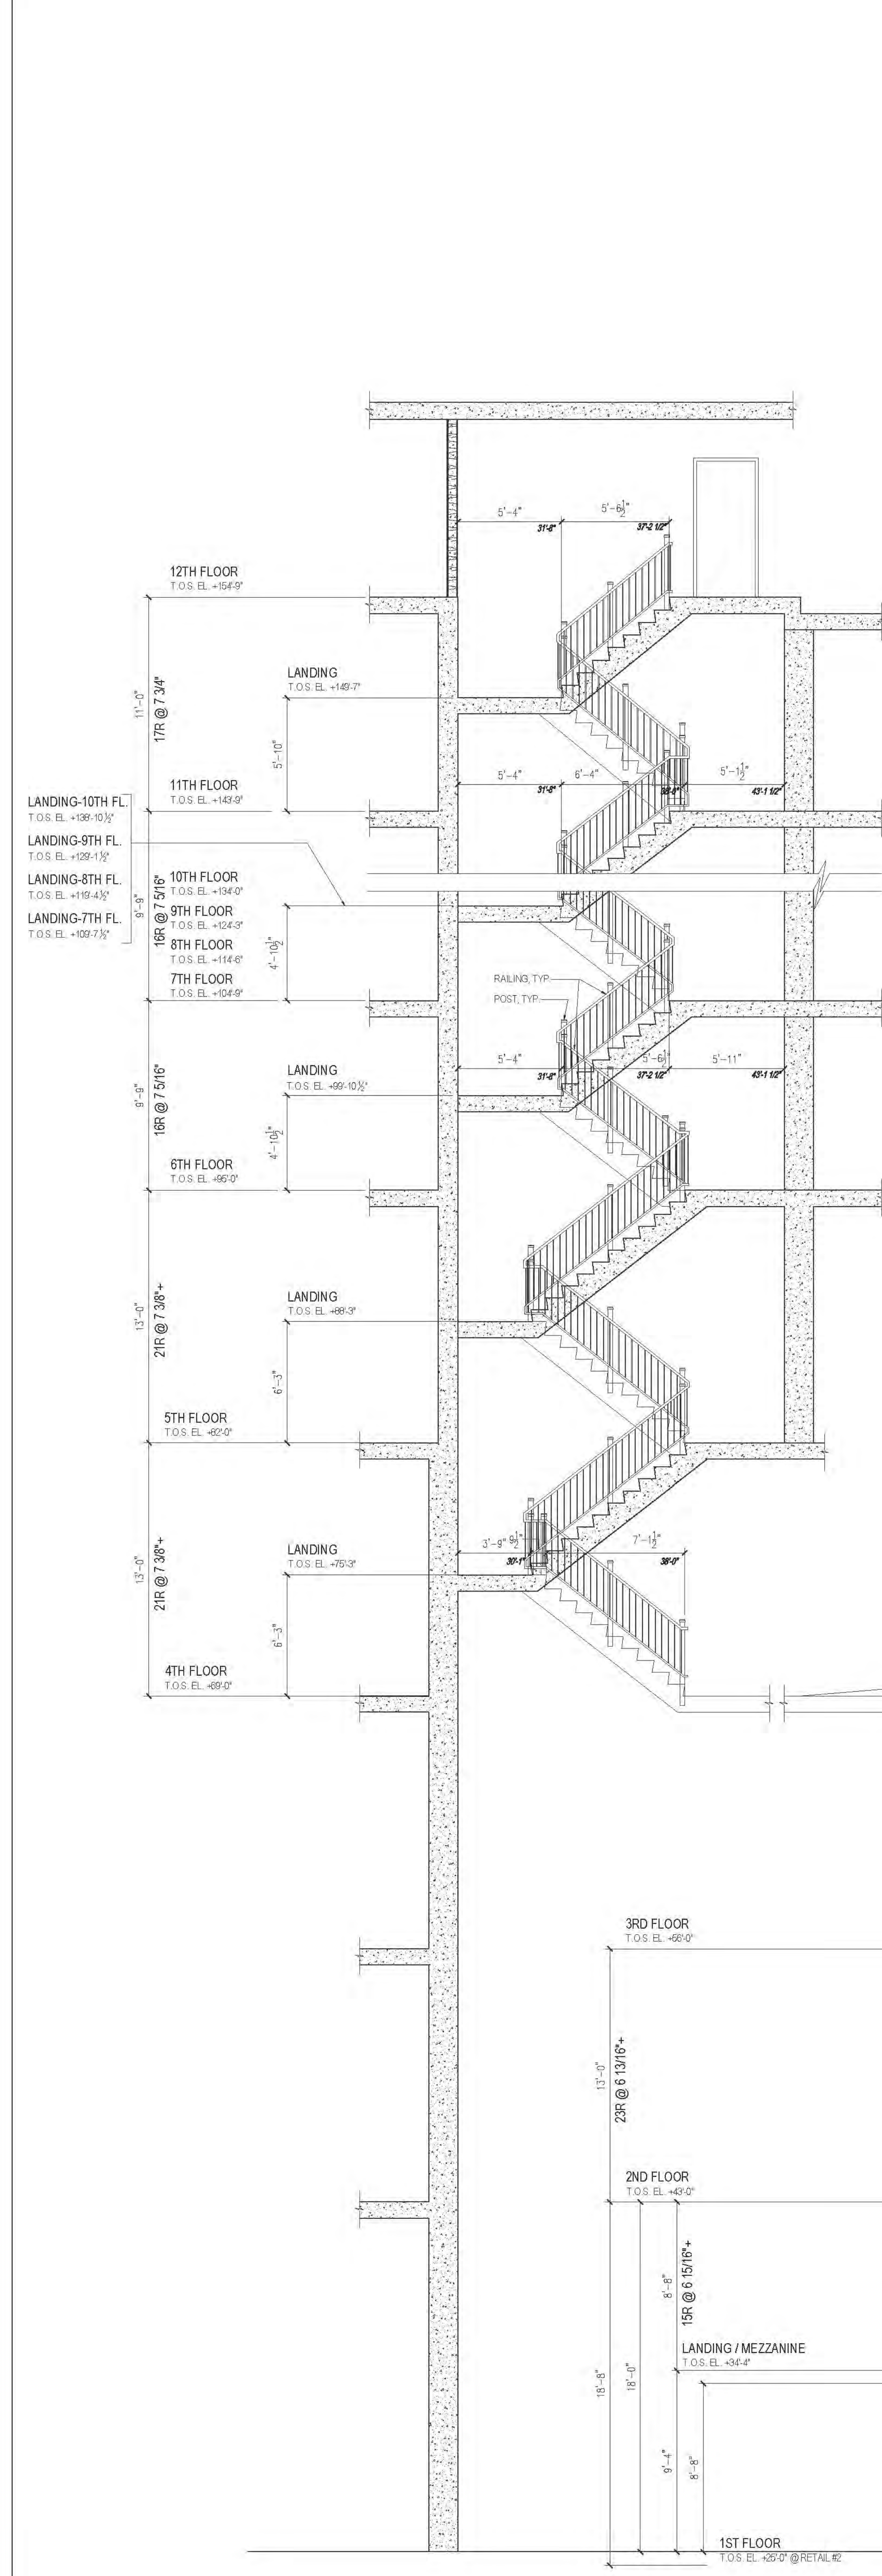 5'-4"
5'-6½"
31'-8"
37'-2 1/2"
12TH FLOOR
T.O.S. EL. +154'-9"
LANDING
T.O.S. EL. +149'-7"
11'-0"
17R @ 7 3/4"
5'-10"
5'-4"
6'-4"
5'-1½"
31'-8"
38'-0"
43'-1 1/2"
11TH FLOOR
T.O.S. EL. +143'-9"
LANDING-10TH FL.
T.O.S. EL. +138'-10½"
LANDING-9TH FL.
T.O.S. EL. +129'-1½"
LANDING-8TH FL.
T.O.S. EL. +119'-4½"
LANDING-7TH FL.
T.O.S. EL. +109'-7½"
9'-9"
16R @ 7 5/16"
10TH FLOOR
T.O.S. EL. +134'-0"
9TH FLOOR
T.O.S. EL. +124'-3"
8TH FLOOR
T.O.S. EL. +114'-6"
7TH FLOOR
T.O.S. EL. +104'-9"
4'-10½"
RAILING, TYP.
POST, TYP.
5'-4"
5'-6½"
5'-11"
31'-8"
37'-2 1/2"
43'-1 1/2"
LANDING
T.O.S. EL. +99'-10½"
9'-9"
16R @ 7 5/16"
4'-10½"
6TH FLOOR
T.O.S. EL. +95'-0"
LANDING
T.O.S. EL. +88'-3"
13'-0"
21R @ 7 3/8"+
6'-3"
5TH FLOOR
T.O.S. EL. +82'-0"
3'-9"
9½"
7'-1½"
30'-1"
38'-0"
LANDING
T.O.S. EL. +75'-3"
13'-0"
21R @ 7 3/8"+
6'-3"
4TH FLOOR
T.O.S. EL. +69'-0"
3RD FLOOR
T.O.S. EL. +56'-0"
13'-0"
23R @ 6 13/16"+
2ND FLOOR
T.O.S. EL. +43'-0"
8'-8"
15R @ 6 15/16"+
LANDING / MEZZANINE
T.O.S. EL. +34'-4"
18'-8"
18'-0"
9'-4"
8'-8"
1ST FLOOR
T.O.S. EL. +25'-0" @ RETAIL #2